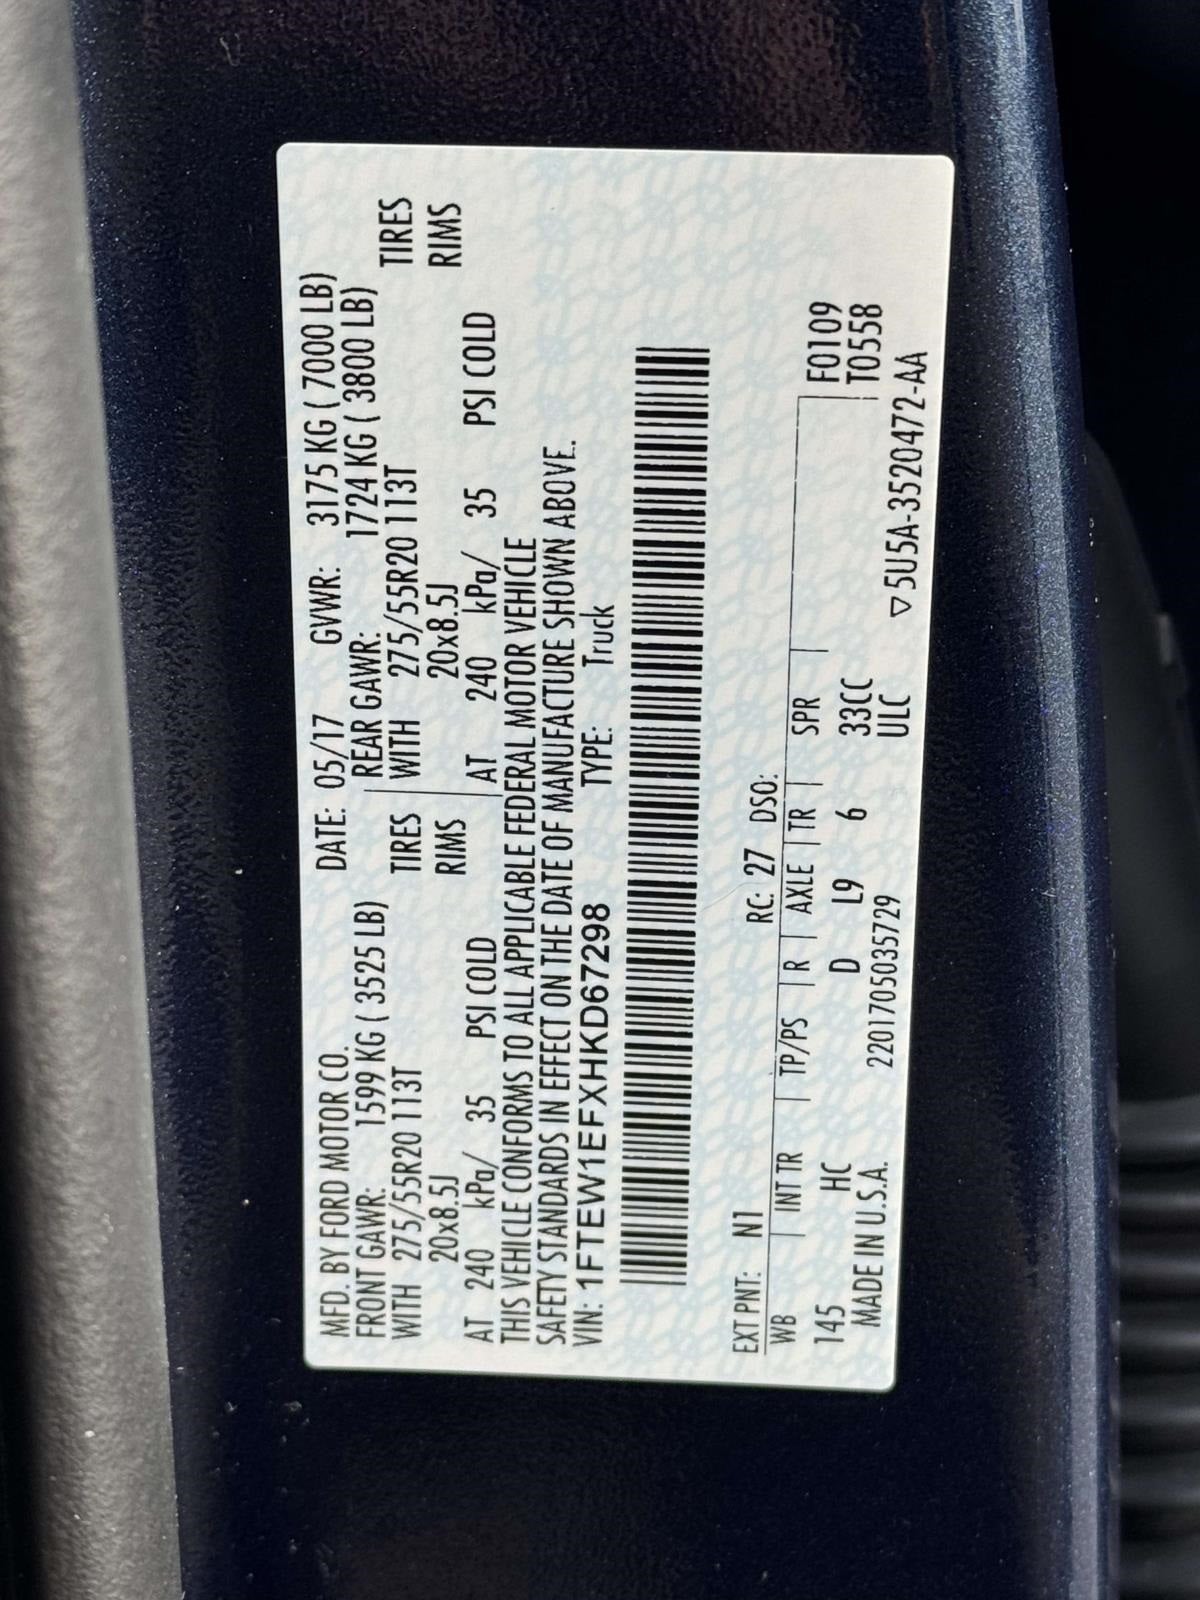 MFD. BY FORD MOTOR CO. DATE: 05/17 GVWR: 3175 KG ( 7000 LB)
FRONT GAWR: 1599 KG ( 3525 LB) REAR GAWR: 1724 KG ( 3800 LB)
WITH 275/55R20 113T TIRES WITH 275/55R20 113T TIRES
20x8.5J RIMS 20x8.5J RIMS
AT 240 kPa/ 35 PSI COLD AT 240 kPa/ 35 PSI COLD
THIS VEHICLE CONFORMS TO ALL APPLICABLE FEDERAL MOTOR VEHICLE
SAFETY STANDARDS IN EFFECT ON THE DATE OF MANUFACTURE SHOWN ABOVE.
VIN: 1FTEW1EFXHKD67298 TYPE: Truck
EXT PNT: N1 RC: 27 DSO:
WB | INT TR | TP/PS | R | AXLE | TR | SPR | F0109
145 HC D L9 6 33CC T0558
MADE IN U.S.A. 2201705035729 ULC
▽5U5A-3520472-AA